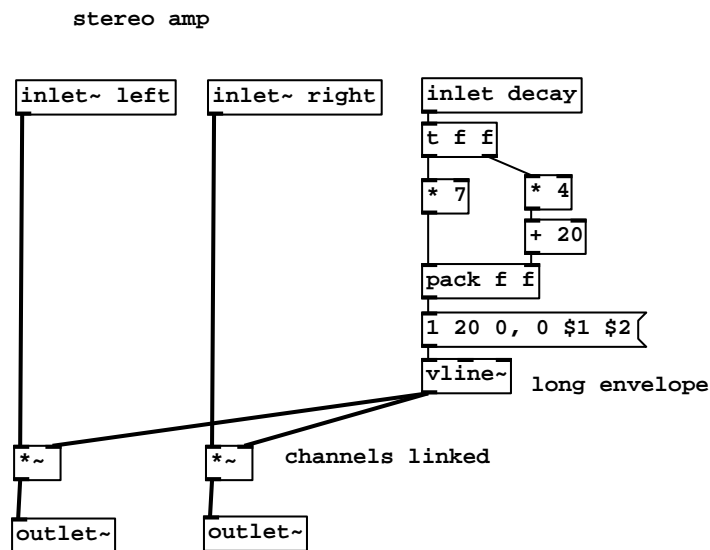 stereo amp
inlet~ left
inlet~ right
inlet decay
t f f
* 7
* 4
+ 20
pack f f
1 20 0, 0 $1 $2
vline~
long envelope
*~
*~
channels linked
outlet~
outlet~